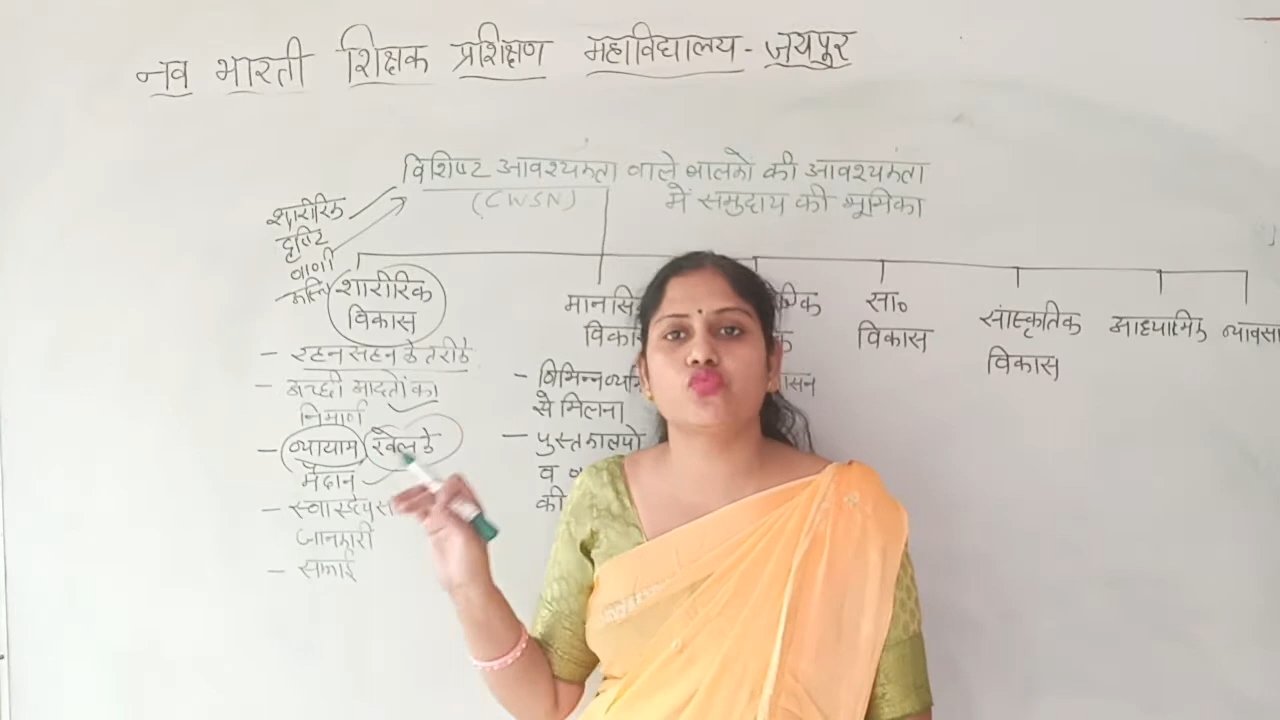 नव भारती शिक्षक प्रशिक्षण महाविद्यालय - जयपुर
विशिष्ट आवश्यकता वाले बालकों की आवश्यकता
(CWSN) में समुदाय की भूमिका
शारीरिक
दृष्टि
वाणी
शारीरिक
विकास
- रहन सहन के तरीके
- अच्छी आदतों का
निर्माण
- व्यायाम खेल के
मैदान
जानकारी
- सफाई
मानसि
विका
- विभिन्न
से मिलना
- पुस्तकालयो
व
की
सा०
विकास
सांस्कृतिक
विकास
आध्यात्मिक
व्यावसा